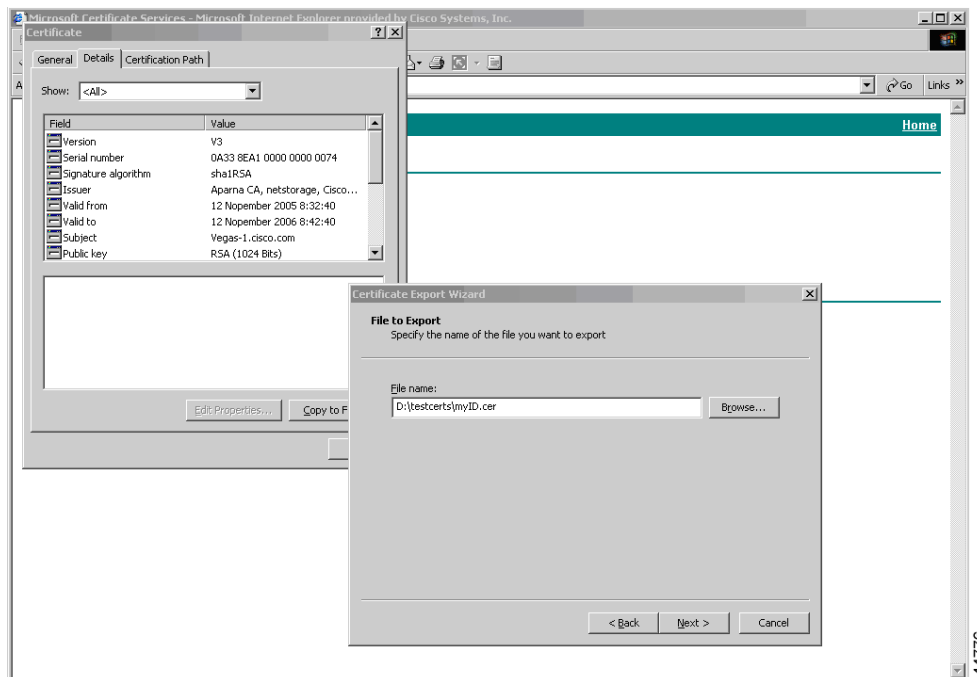 Microsoft Certificate Services - Microsoft Internet Explorer provided by Cisco Systems, Inc.
Certificate
General Details Certification Path
Show: <All>
Go Links »
Home
Field Value
Version V3
Serial number 0A33 8EA1 0000 0000 0074
Signature algorithm sha1RSA
Issuer Aparna CA, netstorage, Cisco...
Valid from 12 Nopember 2005 8:32:40
Valid to 12 Nopember 2006 8:42:40
Subject Vegas-1.cisco.com
Public key RSA (1024 Bits)
Edit Properties... Copy to F
Certificate Export Wizard
File to Export
Specify the name of the file you want to export
File name:
D:\testcerts\myID.cer Browse...
< Back Next > Cancel